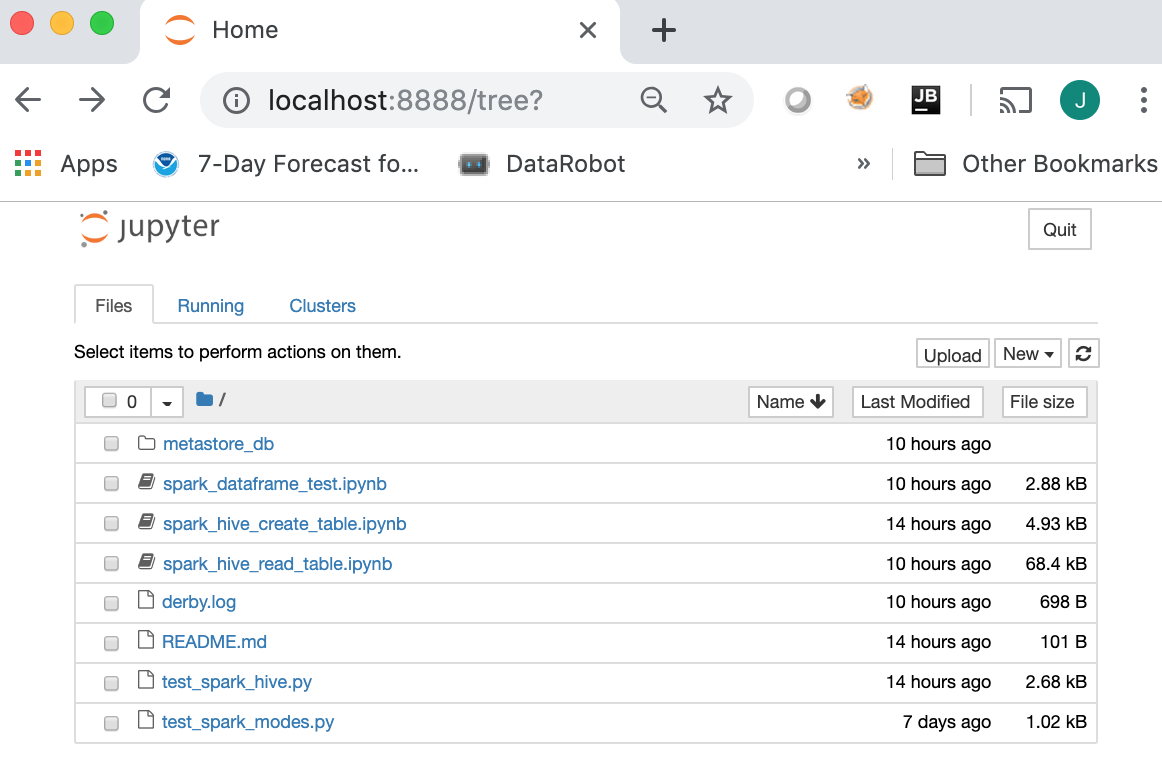 Home
localhost:8888/tree?
JB
J
Apps
7-Day Forecast fo...
DataRobot
»
Other Bookmarks
jupyter
Quit
Files
Running
Clusters
Select items to perform actions on them.
Upload
New
0
/
Name
Last Modified
File size
metastore_db 10 hours ago
spark_dataframe_test.ipynb 10 hours ago 2.88 kB
spark_hive_create_table.ipynb 14 hours ago 4.93 kB
spark_hive_read_table.ipynb 10 hours ago 68.4 kB
derby.log 10 hours ago 698 B
README.md 14 hours ago 101 B
test_spark_hive.py 14 hours ago 2.68 kB
test_spark_modes.py 7 days ago 1.02 kB